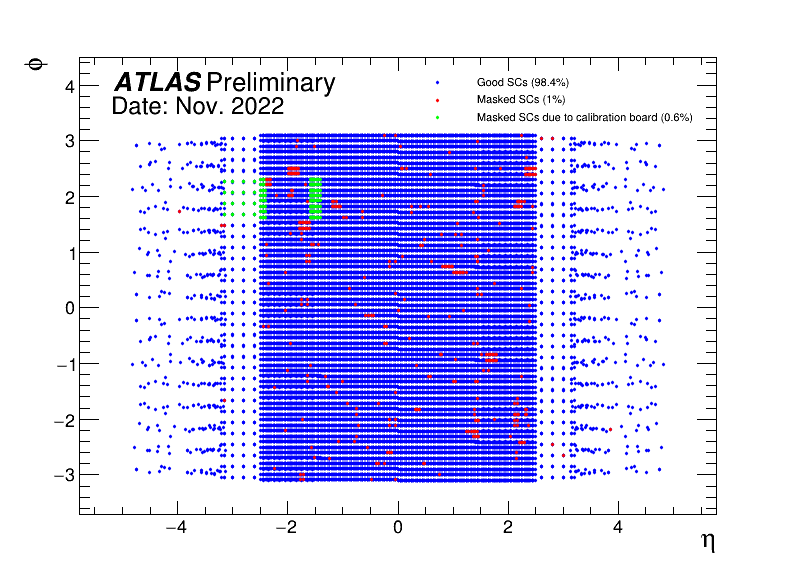 ϕ
ATLAS Preliminary
Date: Nov. 2022
Good SCs (98.4%)
Masked SCs (1%)
Masked SCs due to calibration board (0.6%)
4
3
2
1
0
−1
−2
−3
−4 −2 0 2 4
η